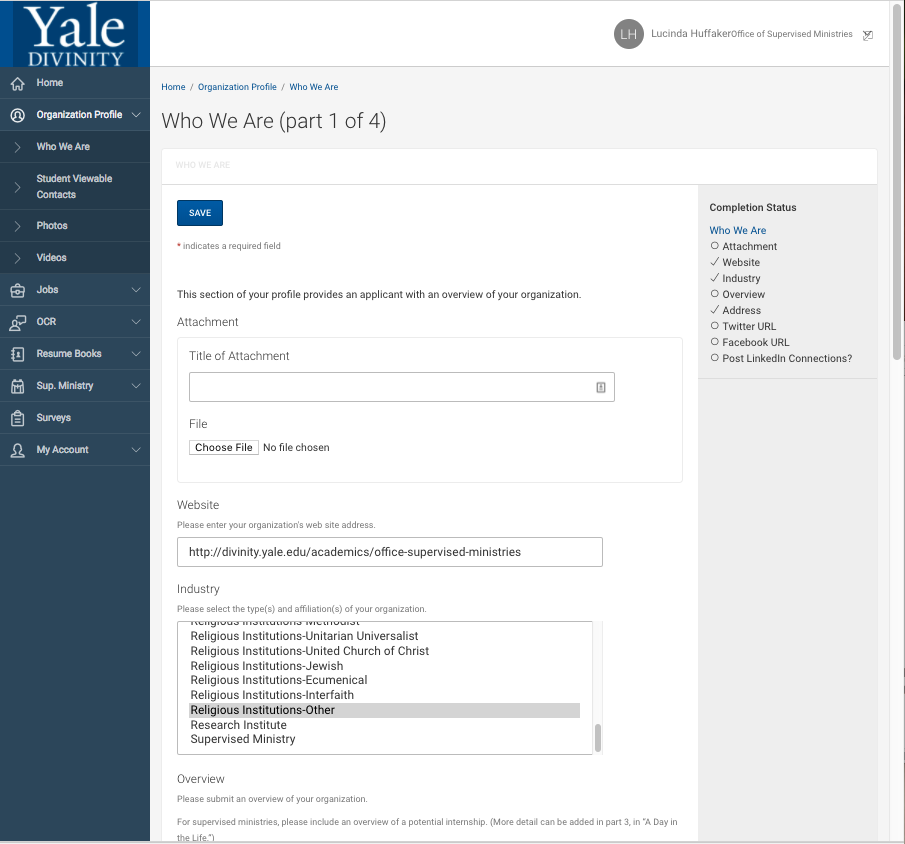 Yale
DIVINITY
LH Lucinda HuffakerOffice of Supervised Ministries
Home
Organization Profile
Who We Are
Student Viewable
Contacts
Photos
Videos
Jobs
OCR
Resume Books
Sup. Ministry
Surveys
My Account
Home / Organization Profile / Who We Are
Who We Are (part 1 of 4)
WHO WE ARE
SAVE
* indicates a required field
This section of your profile provides an applicant with an overview of your organization.
Attachment
Title of Attachment
File
Choose File No file chosen
Website
Please enter your organization's web site address.
http://divinity.yale.edu/academics/office-supervised-ministries
Industry
Please select the type(s) and affiliation(s) of your organization.
Religious Institutions-Methodist
Religious Institutions-Unitarian Universalist
Religious Institutions-United Church of Christ
Religious Institutions-Jewish
Religious Institutions-Ecumenical
Religious Institutions-Interfaith
Religious Institutions-Other
Research Institute
Supervised Ministry
Overview
Please submit an overview of your organization.
For supervised ministries, please include an overview of a potential internship. (More detail can be added in part 3, in "A Day in
the Life.")
Completion Status
Who We Are
Attachment
Website
Industry
Overview
Address
Twitter URL
Facebook URL
Post LinkedIn Connections?